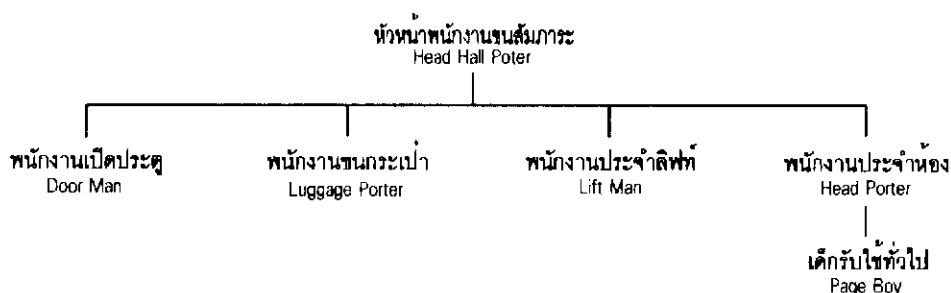 หัวหน้าพนักงานขนสัมภาระ
Head Hall Poter
พนักงานเปิดประตู
Door Man
พนักงานขนกระเป๋า
Luggage Porter
พนักงานประจำลิฟท์
Lift Man
พนักงานประจำห้อง
Head Porter
เด็กรับใช้ทั่วไป
Page Boy